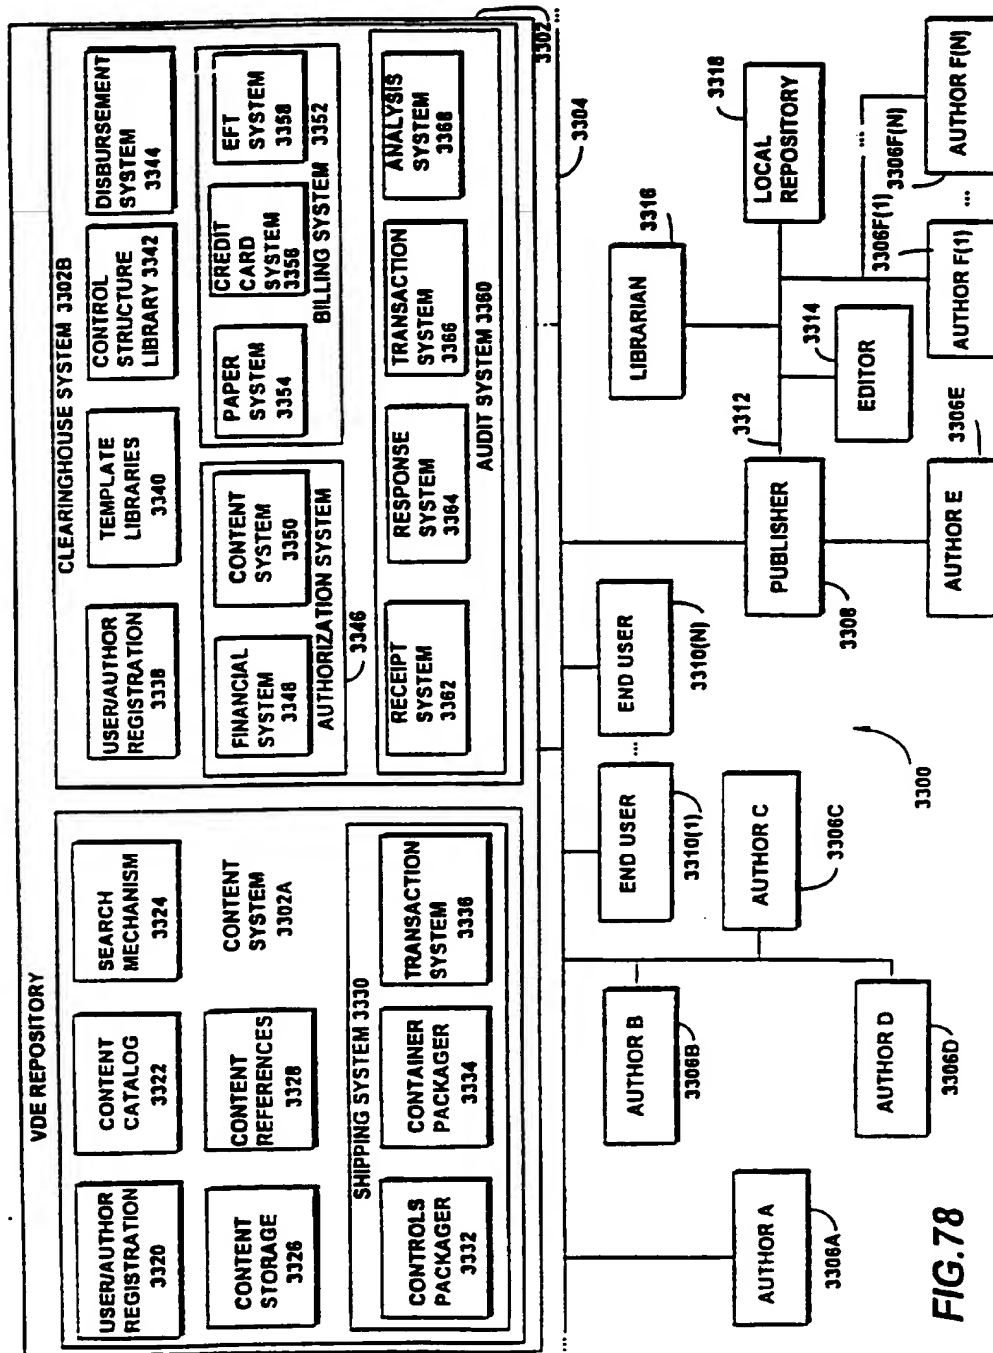 VDE REPOSITORY
USER/AUTHOR
REGISTRATION
3320
CONTENT
CATALOG
3322
SEARCH
MECHANISM
3324
CONTENT
STORAGE
3326
CONTENT
REFERENCES
3328
CONTENT
SYSTEM
3302A
SHIPPING SYSTEM 3330
CONTROLS
PACKAGER
3332
CONTAINER
PACKAGER
3334
TRANSACTION
SYSTEM
3336
CLEARINGHOUSE SYSTEM 3302B
USER/AUTHOR
REGISTRATION
3338
TEMPLATE
LIBRARIES
3340
CONTROL
STRUCTURE
LIBRARY 3342
DISBURSEMENT
SYSTEM
3344
FINANCIAL
SYSTEM
3348
CONTENT
SYSTEM
3350
AUTHORIZATION SYSTEM
3346
PAPER
SYSTEM
3354
CREDIT
CARD
SYSTEM
3356
EFT
SYSTEM
3358
BILLING SYSTEM 3352
RECEIPT
SYSTEM
3362
RESPONSE
SYSTEM
3364
TRANSACTION
SYSTEM
3366
ANALYSIS
SYSTEM
3368
AUDIT SYSTEM 3360
3302
...
...
3304
AUTHOR A
3306A
AUTHOR B
3306B
AUTHOR C
3306C
AUTHOR D
3306D
END USER
3310(1)
...
END USER
3310(N)
PUBLISHER
3308
3312
AUTHOR E
3306E
EDITOR
3314
LIBRARIAN
3316
LOCAL
REPOSITORY
3318
AUTHOR F(1)
3306F(1)
...
...
AUTHOR F(N)
3306F(N)
3300
FIG.78